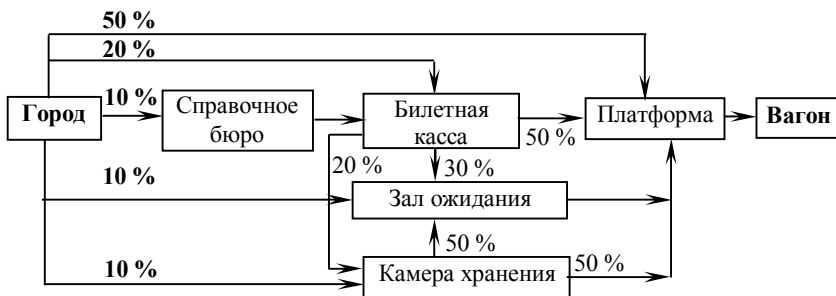 50 %
20 %
Город
10 %
Справочное
бюро
Билетная
касса
50 %
Платформа
Вагон
20 %
30 %
10 %
Зал ожидания
50 %
10 %
Камера хранения
50 %